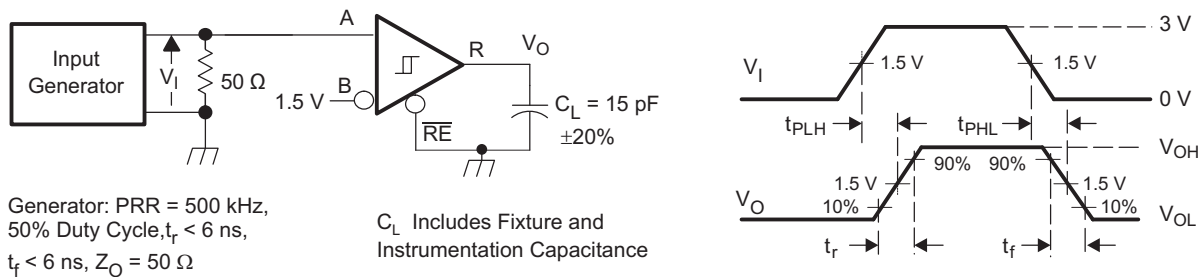 Input
Generator
V_I
50 Ω
A
B
1.5 V
R
V_O
R̅E̅
C_L = 15 pF
±20%
Generator: PRR = 500 kHz,
50% Duty Cycle,t_r < 6 ns,
t_f < 6 ns, Z_O = 50 Ω
C_L Includes Fixture and
Instrumentation Capacitance
3 V
V_I
1.5 V
1.5 V
0 V
t_PLH
t_PHL
V_OH
90%
90%
1.5 V
1.5 V
V_O
10%
10%
V_OL
t_r
t_f